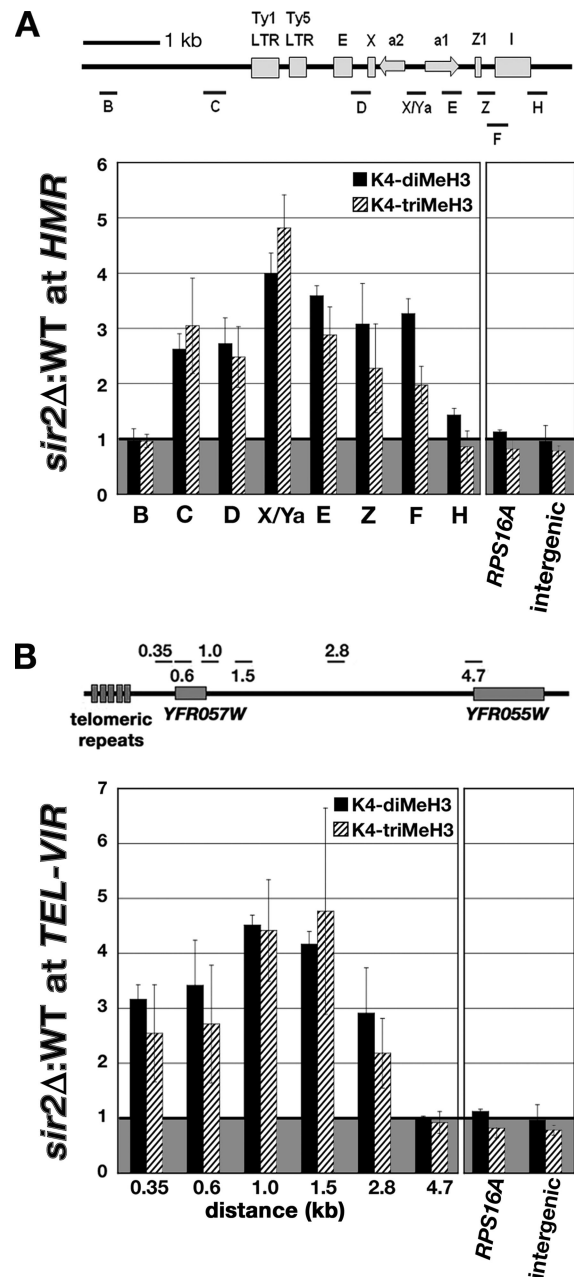 A
Ty1 Ty5
LTR LTR E X a2 a1 Z1 I
1 kb
B C D X/Ya E Z H
F
sir2Δ:WT at HMR
6
5
4
3
2
1
0
K4-diMeH3
K4-triMeH3
B C D X/Ya E Z F H RPS16A intergenic
B
0.35 1.0 2.8
0.6 1.5 4.7
telomeric
repeats
YFR057W YFR055W
sir2Δ:WT at TEL-VIR
7
6
5
4
3
2
1
0
K4-diMeH3
K4-triMeH3
0.35 0.6 1.0 1.5 2.8 4.7 RPS16A intergenic
distance (kb)